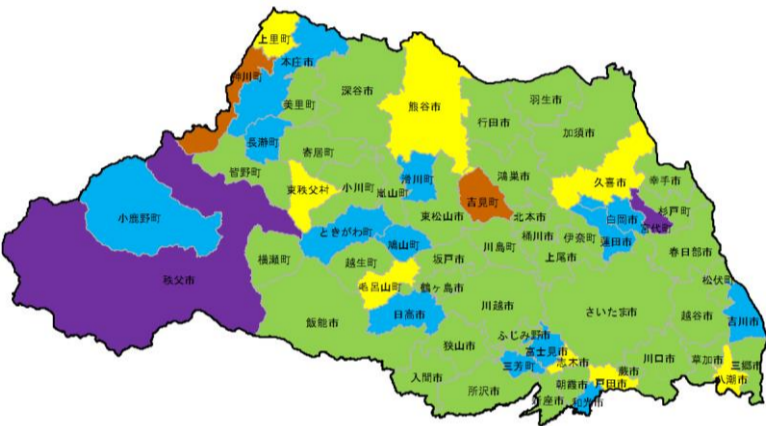 上里町
本庄市
神川町
美里町
深谷市
熊谷市
羽生市
行田市
加須市
長瀞町
皆野町
寄居町
小川町
嵐山町
滑川町
東秩父村
吉見町
鴻巣市
久喜市
幸手市
小鹿野町
ときがわ町
鳩山町
東松山市
北本市
川島町
桶川市
伊奈町
上尾市
白岡市
蓮田市
宮代町
杉戸町
春日部市
秩父市
横瀬町
越生町
毛呂山町
坂戸市
鶴ヶ島市
日高市
飯能市
川越市
さいたま市
松伏町
越谷市
吉川市
狭山市
ふじみ野市
富士見市
三芳町
志木市
入間市
所沢市
朝霞市
新座市
和光市
戸田市
蕨市
川口市
草加市
八潮市
三郷市